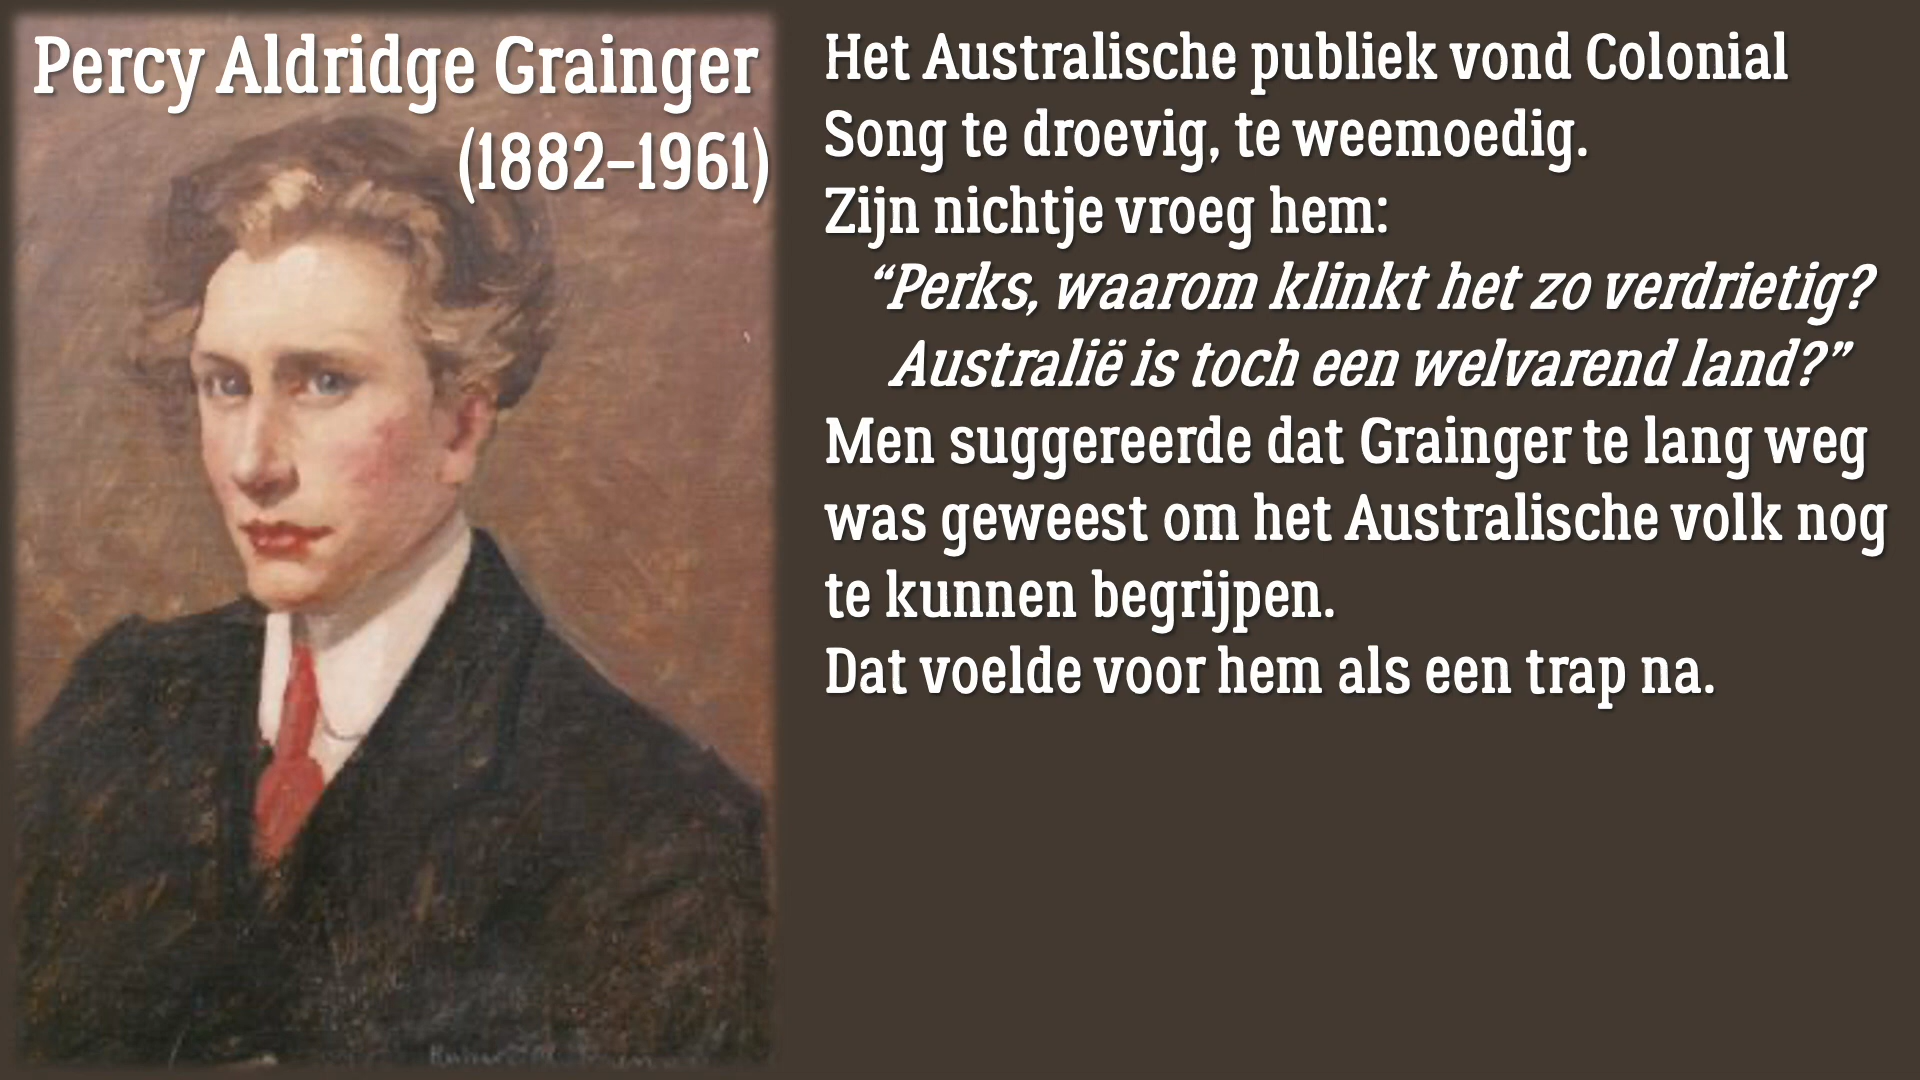 Percy Aldridge Grainger
(1882–1961)
Het Australische publiek vond Colonial
Song te droevig, te weemoedig.
Zijn nichtje vroeg hem:
“Perks, waarom klinkt het zo verdrietig?
Australië is toch een welvarend land?”
Men suggereerde dat Grainger te lang weg
was geweest om het Australische volk nog
te kunnen begrijpen.
Dat voelde voor hem als een trap na.